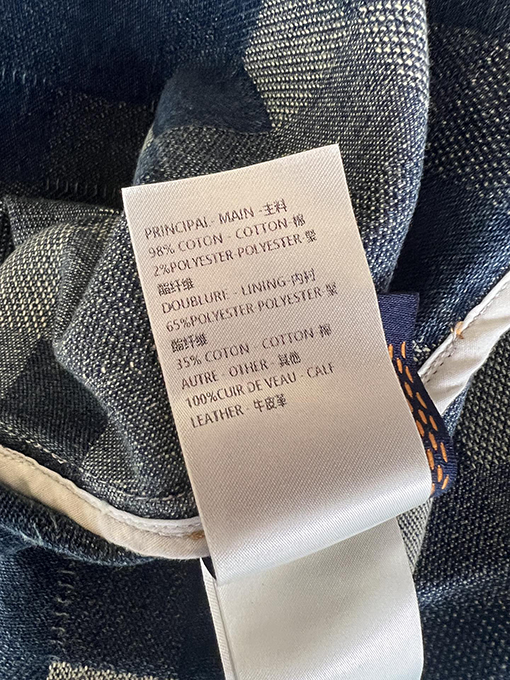 PRINCIPAL - MAIN -主料
98% COTON - COTTON-棉
2%POLYESTER-POLYESTER-聚
酯纤维
DOUBLURE - LINING-内衬
65%POLYESTER-POLYESTER-聚
酯纤维
35% COTON - COTTON-棉
AUTRE - OTHER - 其他
100%CUIR DE VEAU - CALF
LEATHER - 牛皮革